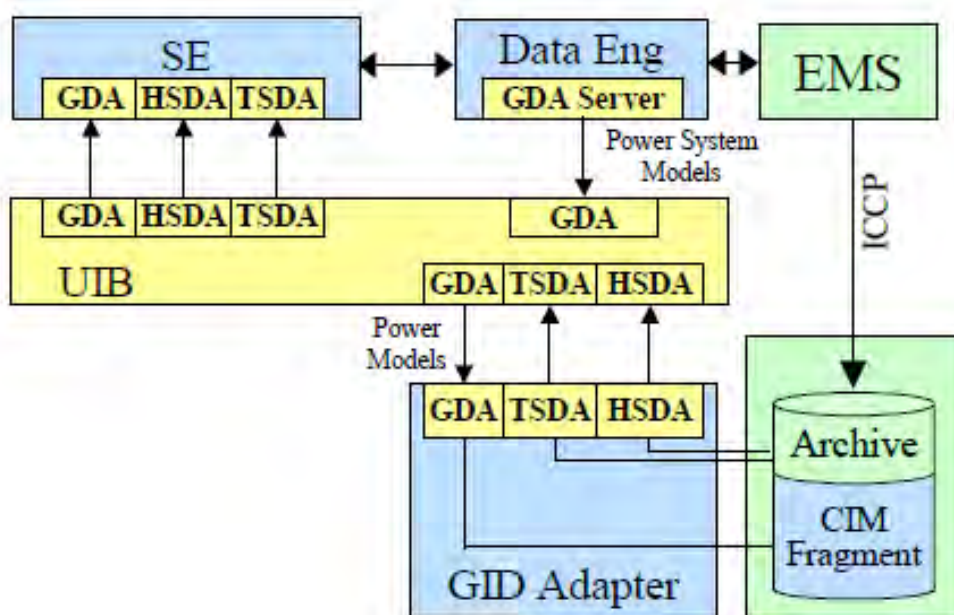 SE
GDA HSDA TSDA
Data Eng
GDA Server
EMS
Power System
Models
ICCP
GDA HSDA TSDA
GDA
UIB
GDA TSDA HSDA
Power
Models
GDA TSDA HSDA
GID Adapter
Archive
CIM
Fragment